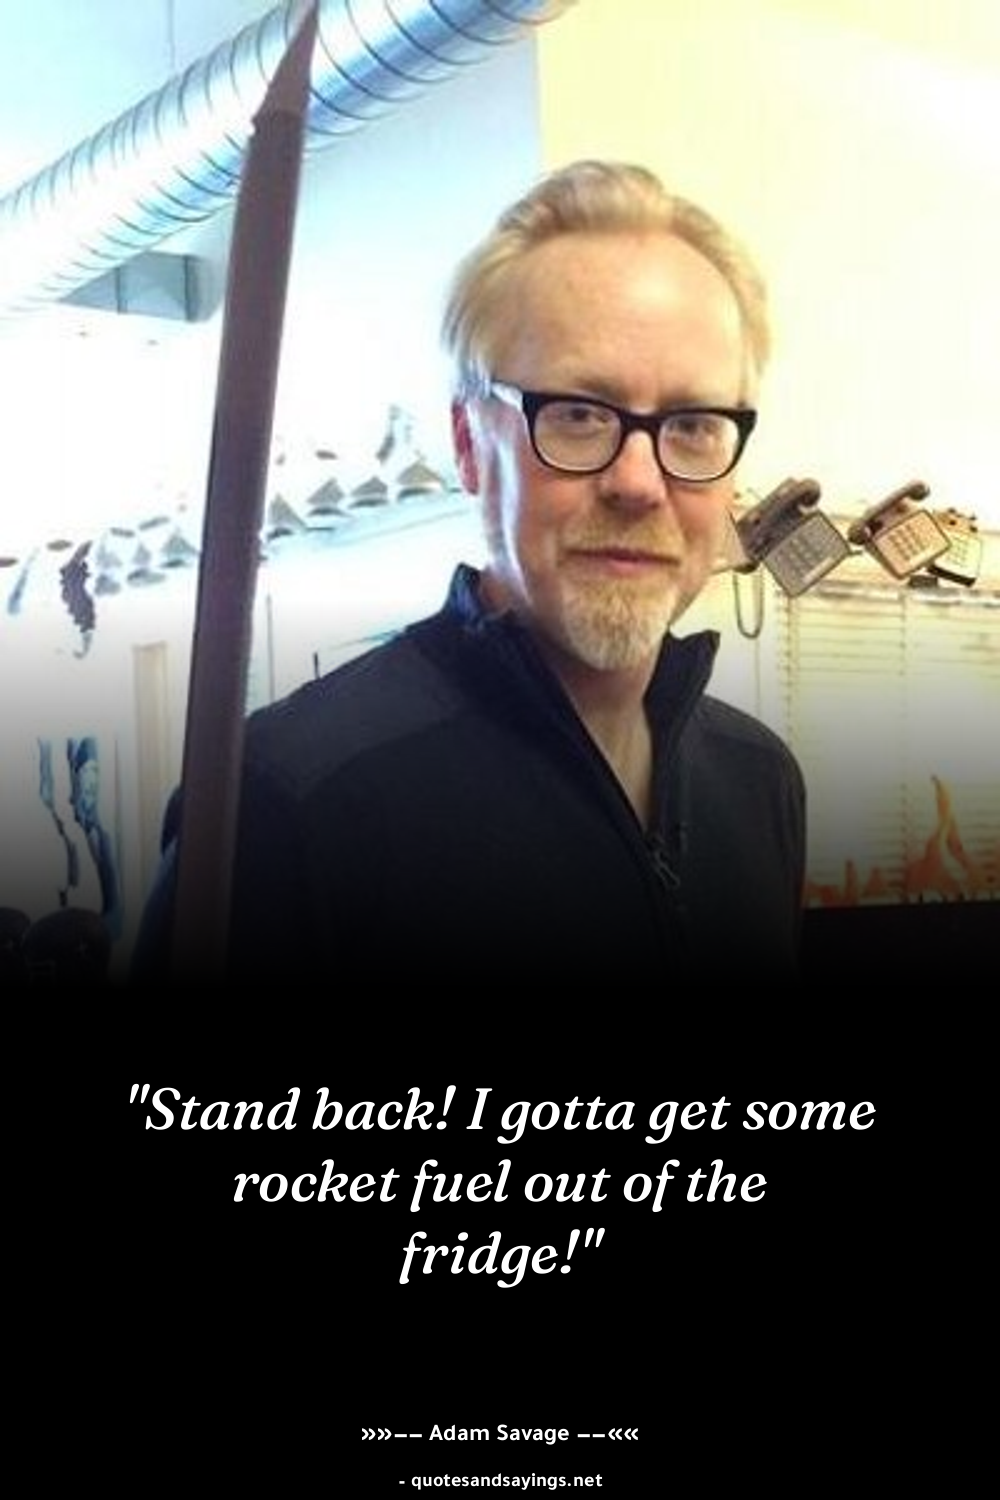 "Stand back! I gotta get some
rocket fuel out of the
fridge!"
»»–– Adam Savage ––««
- quotesandsayings.net